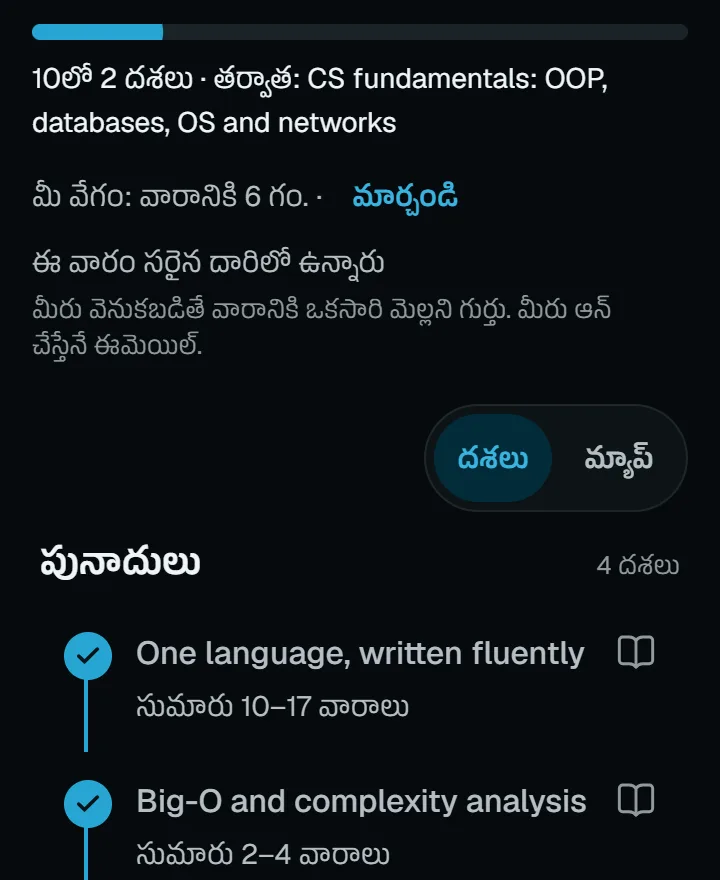 10లో 2 దశలు · తర్వాత: CS fundamentals: OOP,
databases, OS and networks
మీ వేగం: వారానికి 6 గం. · మార్చండి
ఈ వారం సరైన దారిలో ఉన్నారు
మీరు వెనుకబడితే వారానికి ఒకసారి మెల్లని గుర్తు. మీరు ఆన్
చేస్తేనే ఈమెయిల్.
దశలు మ్యాప్
పునాదులు 4 దశలు
One language, written fluently
సుమారు 10–17 వారాలు
Big-O and complexity analysis
సుమారు 2–4 వారాలు